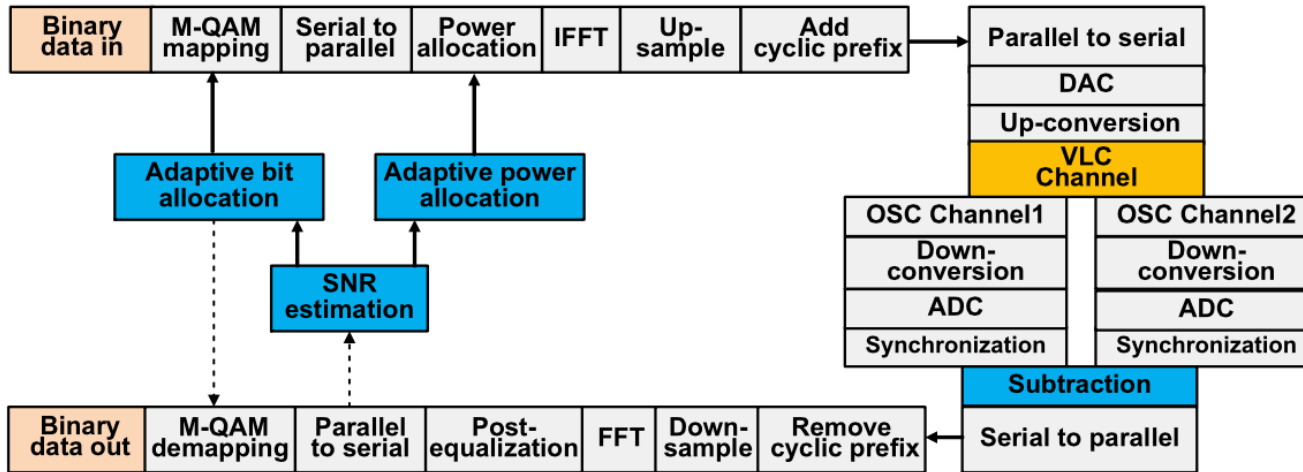 Binary
data in
M-QAM
mapping
Serial to
parallel
Power
allocation
IFFT
Up-
sample
Add
cyclic prefix
Parallel to serial
DAC
Up-conversion
VLC
Channel
OSC Channel1
OSC Channel2
Down-
conversion
Down-
conversion
ADC
ADC
Synchronization
Synchronization
Subtraction
Serial to parallel
Adaptive bit
allocation
Adaptive power
allocation
SNR
estimation
Binary
data out
M-QAM
demapping
Parallel
to serial
Post-
equalization
FFT
Down-
sample
Remove
cyclic prefix